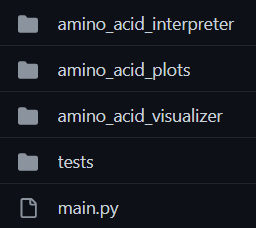 amino_acid_interpreter
amino_acid_plots
amino_acid_visualizer
tests
main.py